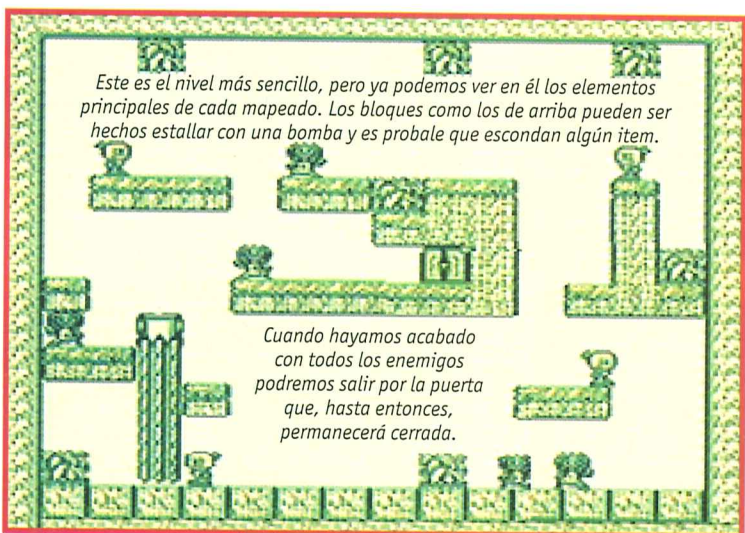 Este es el nivel más sencillo, pero ya podemos ver en él los elementos
principales de cada mapeado. Los bloques como los de arriba pueden ser
hechos estallar con una bomba y es probale que escondan algún item.
Cuando hayamos acabado
con todos los enemigos
podremos salir por la puerta
que, hasta entonces,
permanecerá cerrada.